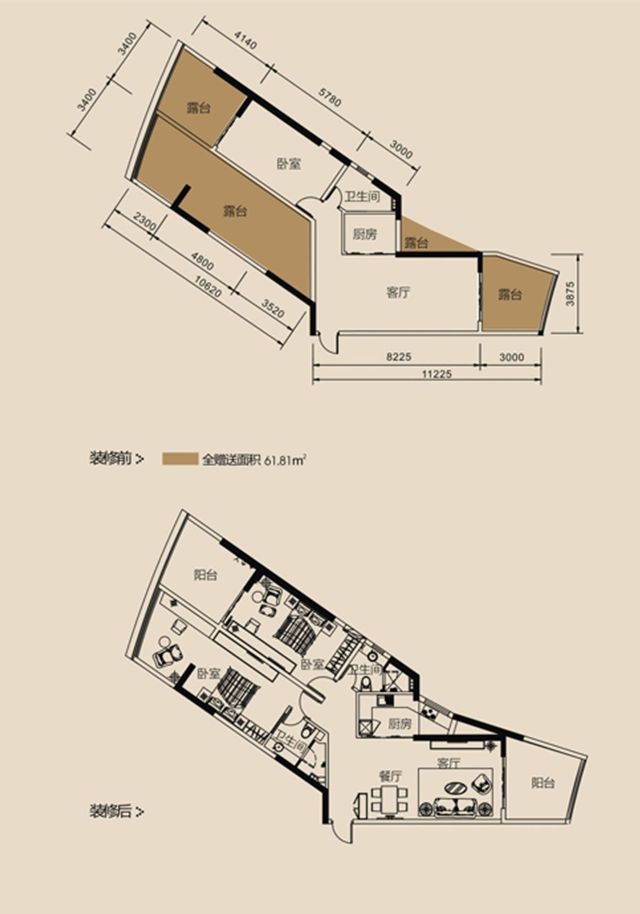 3400
4140
3400
5780
露台
3000
卧室
卫生间
露台
2300
厨房
露台
4800
10620
客厅
露台
3520
3875
8225
3000
11225
装修前
全赠送面积 61.81m²
阳台
卧室
卧室
卫生间
厨房
卫生间
客厅
餐厅
阳台
装修后